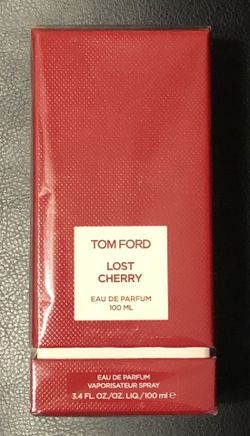 TOM FORD
LOST
CHERRY
EAU DE PARFUM
100 ML
EAU DE PARFUM
VAPORISATEUR SPRAY
3.4 FL. OZ./OZ. LIQ./100 ml ℮